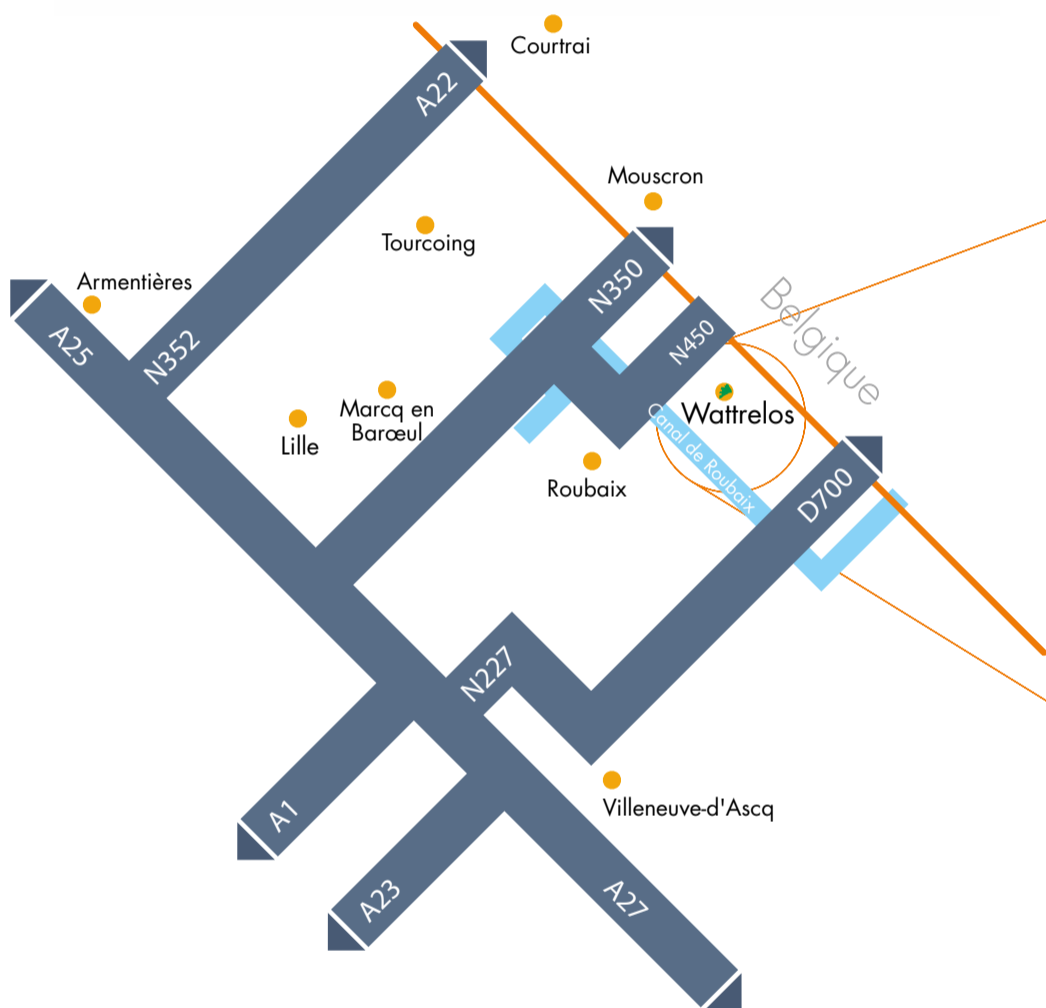 Courtrai
A22
Mouscron
Tourcoing
N350
Armentières
Belgique
A25
N352
N450
Marcq en
Barœul
Wattrelos
Lille
Canal de Roubaix
Roubaix
D700
N227
A1
Villeneuve-d'Ascq
A23
A27